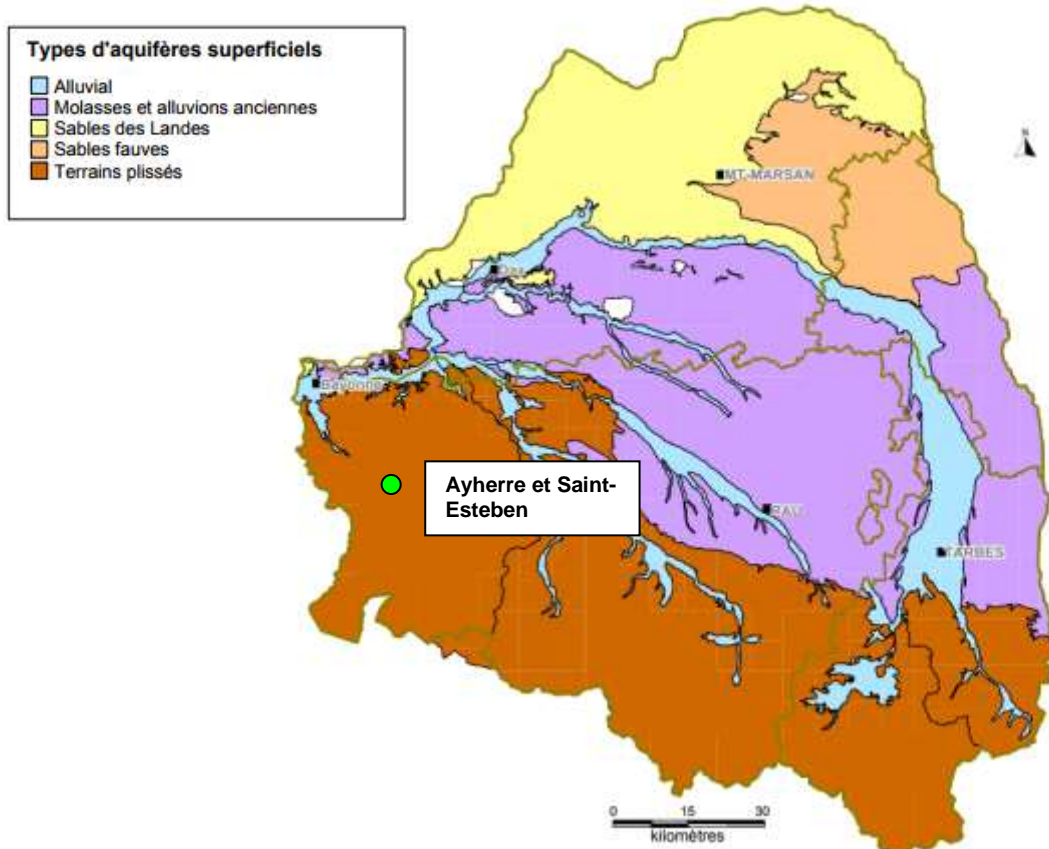 Types d'aquifères superficiels
Alluvial
Molasses et alluvions anciennes
Sables des Landes
Sables fauves
Terrains plissés
N
MT-MARSAN
Dax
Bayonne
Ayherre et Saint-
Esteben
PAU
TARBES
0 15 30
kilomètres